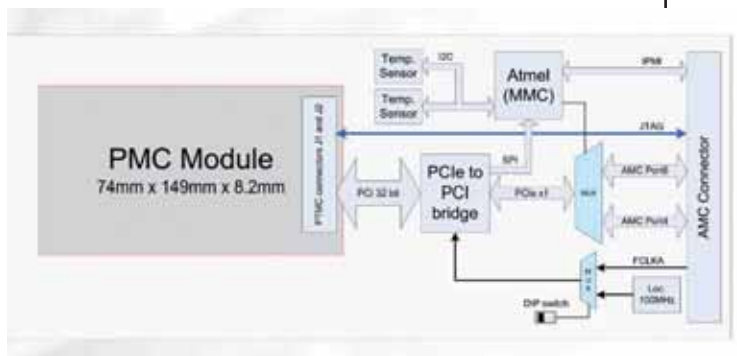 Temp.
Sensor
I2C
Temp.
Sensor
Atmel
(MMC)
IPMI
AMC Connector
JTAG
PMC Module
74mm x 149mm x 8.2mm
PTMC connectors J1 and J2
PCI 32 bit
PCIe to
PCI
bridge
SPI
PCIe x1
MUX
AMC Port8
AMC Port4
FCLKA
MUX
Loc.
100MHz
DIP switch